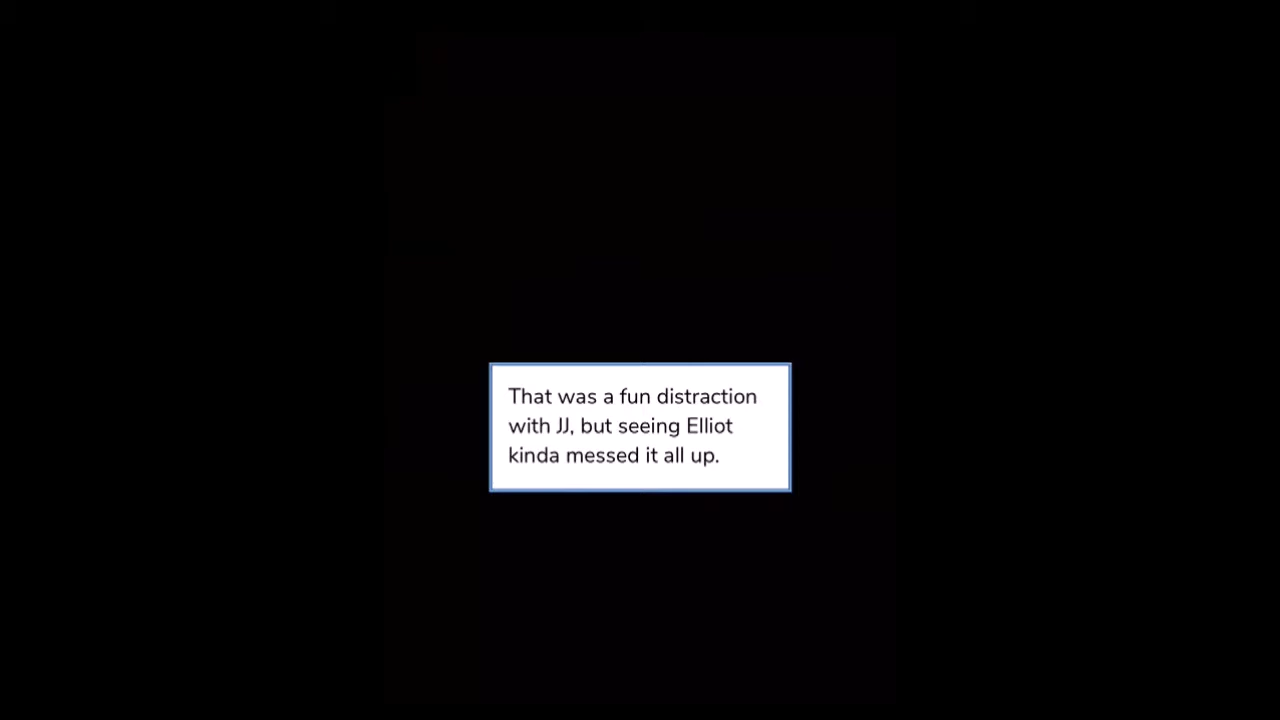 That was a fun distraction
with JJ, but seeing Elliot
kinda messed it all up.